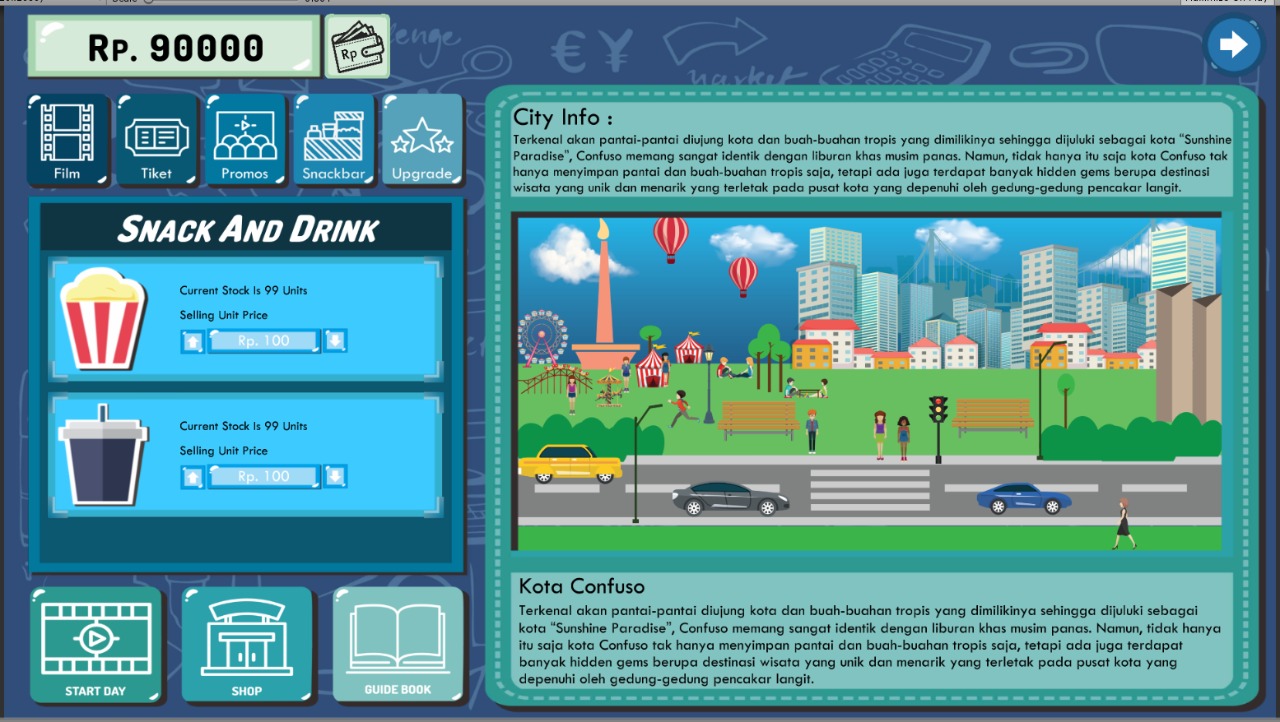 Rp. 90000
Rp
€ ¥
market
Film
Tiket
Promos
Snackbar
Upgrade
Snack And Drink
Current Stock Is 99 Units
Selling Unit Price
Rp. 100
Current Stock Is 99 Units
Selling Unit Price
Rp. 100
START DAY
SHOP
GUIDE BOOK
City Info :
Terkenal akan pantai-pantai diujung kota dan buah-buahan tropis yang dimilikinya sehingga dijuluki sebagai kota “Sunshine
Paradise”, Confuso memang sangat identik dengan liburan khas musim panas. Namun, tidak hanya itu saja kota Confuso tak
hanya menyimpan pantai dan buah-buahan tropis saja, tetapi ada juga terdapat banyak hidden gems berupa destinasi
wisata yang unik dan menarik yang terletak pada pusat kota yang depenuhi oleh gedung-gedung pencakar langit.
Kota Confuso
Terkenal akan pantai-pantai diujung kota dan buah-buahan tropis yang dimilikinya sehingga dijuluki sebagai
kota “Sunshine Paradise”, Confuso memang sangat identik dengan liburan khas musim panas. Namun, tidak hanya
itu saja kota Confuso tak hanya menyimpan pantai dan buah-buahan tropis saja, tetapi ada juga terdapat
banyak hidden gems berupa destinasi wisata yang unik dan menarik yang terletak pada pusat kota yang
depenuhi oleh gedung-gedung pencakar langit.